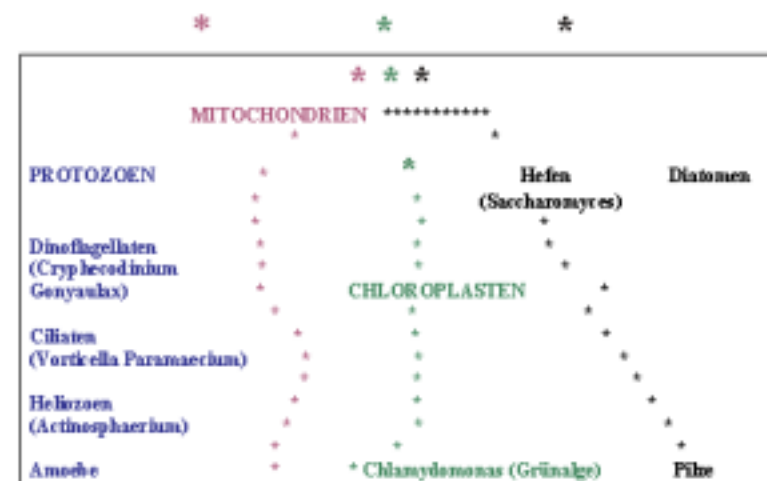 * * *
* * *
MITOCHONDRIEN ***********
PROTOZOEN Hefen Diatomen
(Saccharomyces)
Dinoflagellaten
(Cryphecodinium
Gonyaulax) CHLOROPLASTEN
Ciliaten
(Vorticella Paramaecium)
Heliozoen
(Actinosphaerium)
Amoebe * Chlamydomonas (Grünalge) Pilze